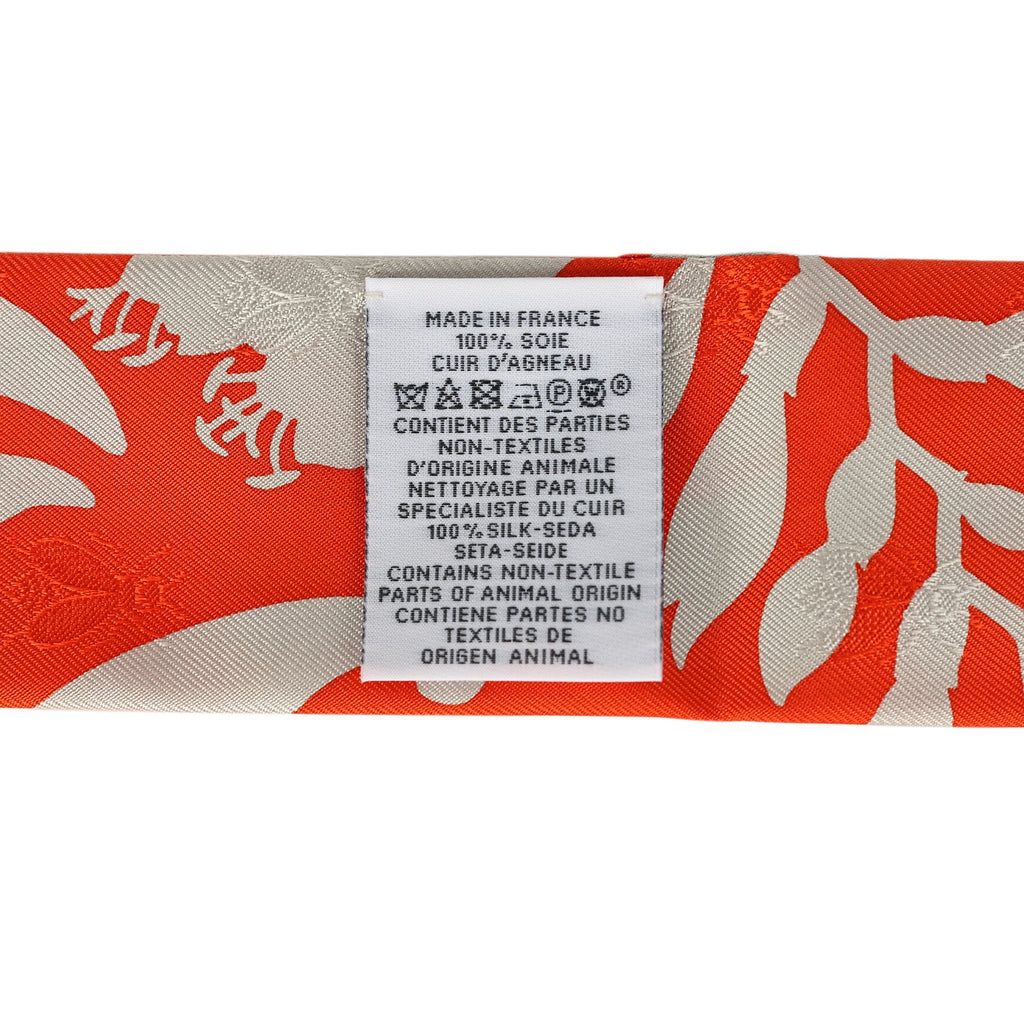 MADE IN FRANCE
100% SOIE
CUIR D'AGNEAU
P W ®
CONTIENT DES PARTIES
NON-TEXTILES
D'ORIGINE ANIMALE
NETTOYAGE PAR UN
SPECIALISTE DU CUIR
100% SILK-SEDA
SETA-SEIDE
CONTAINS NON-TEXTILE
PARTS OF ANIMAL ORIGIN
CONTIENE PARTES NO
TEXTILES DE
ORIGEN ANIMAL